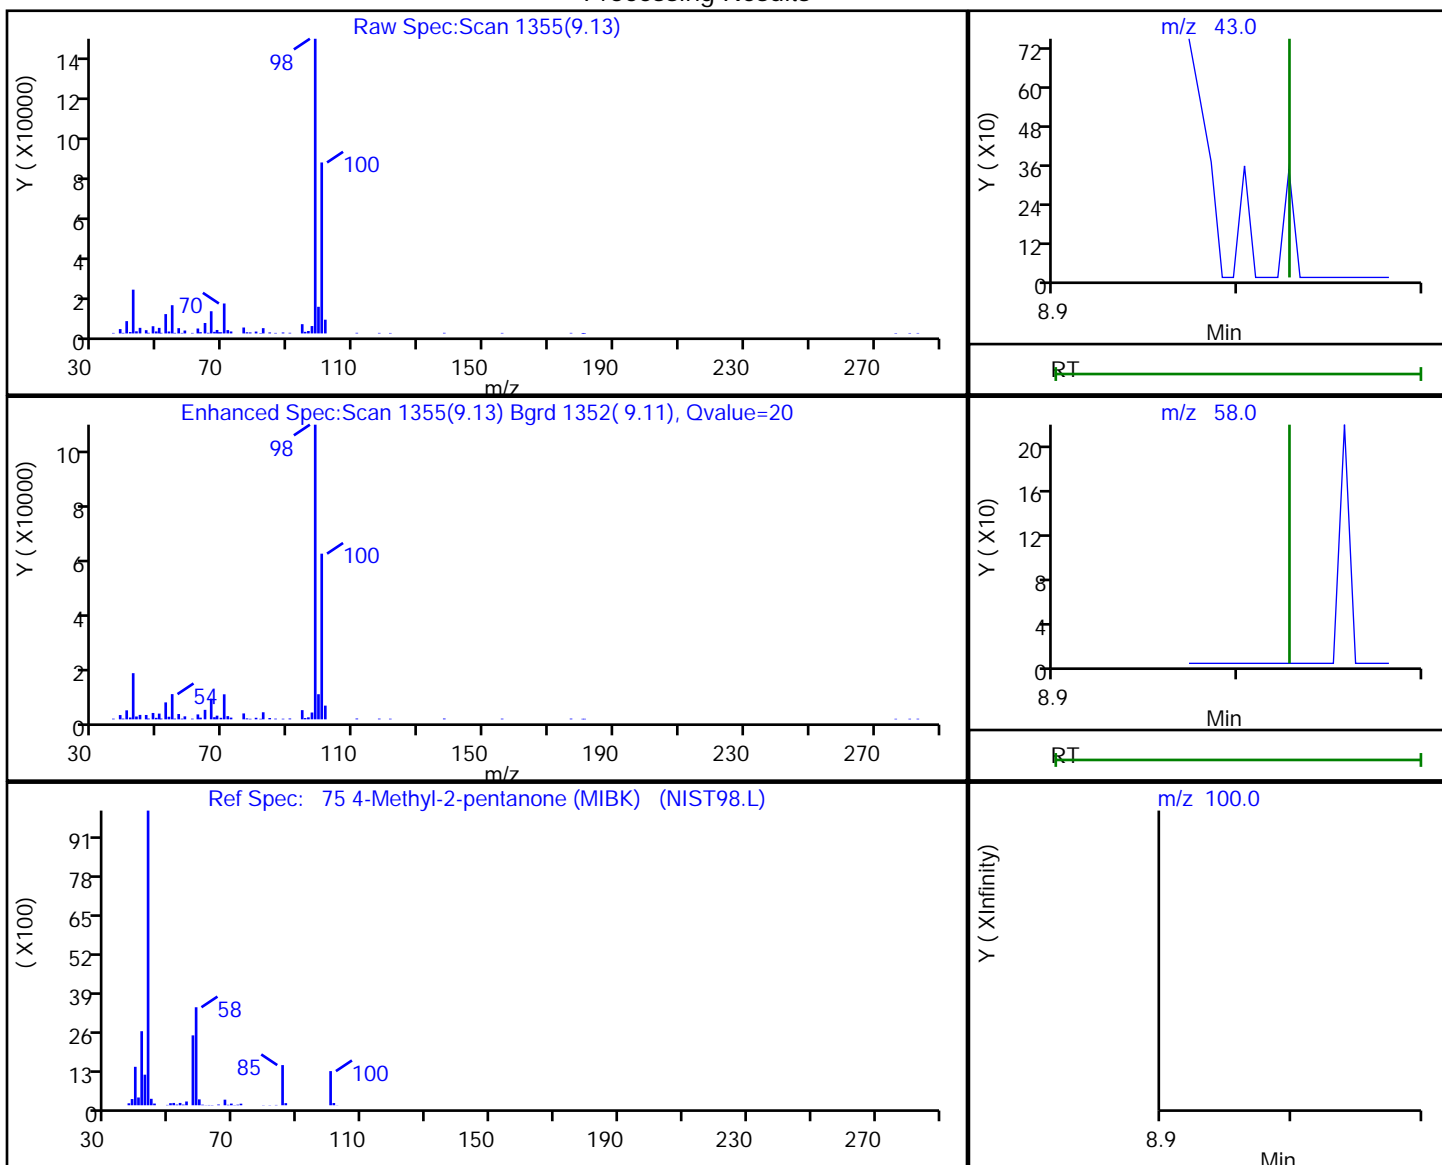 Processing Results
Raw Spec:Scan 1355(9.13)
98
100
70
Y ( X10000)
14
12
10
8
6
4
2
0
30 70 110 150 190 230 270
m/z
m/z 43.0
Y ( X10)
72
60
48
36
24
12
0
8.9
Min
RT
Enhanced Spec:Scan 1355(9.13) Bgrd 1352( 9.11), Qvalue=20
98
100
54
Y ( X10000)
10
8
6
4
2
0
30 70 110 150 190 230 270
m/z
m/z 58.0
Y ( X10)
20
16
12
8
4
0
8.9
Min
RT
Ref Spec: 75 4-Methyl-2-pentanone (MIBK) (NIST98.L)
58
85
100
( X100)
91
78
65
52
39
26
13
0
30 70 110 150 190 230 270
m/z 100.0
Y ( XInfinity)
8.9
Min